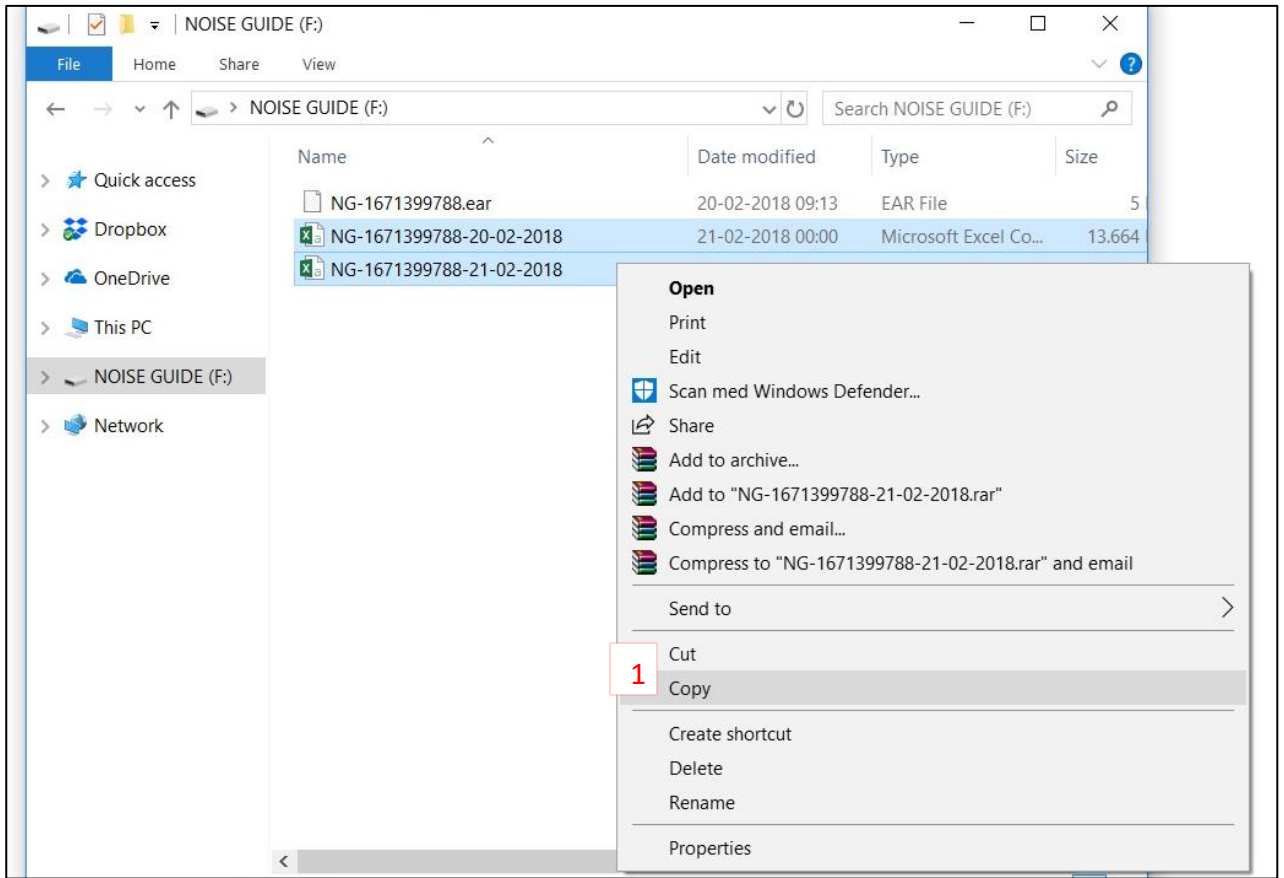 NOISE GUIDE (F:)
File Home Share View
NOISE GUIDE (F:) Search NOISE GUIDE (F:)
Name Date modified Type Size
Quick access
NG-1671399788.ear 20-02-2018 09:13 EAR File 5
Dropbox
NG-1671399788-20-02-2018 21-02-2018 00:00 Microsoft Excel Co... 13.664
NG-1671399788-21-02-2018
OneDrive
This PC
NOISE GUIDE (F:)
Network
Open
Print
Edit
Scan med Windows Defender...
Share
Add to archive...
Add to "NG-1671399788-21-02-2018.rar"
Compress and email...
Compress to "NG-1671399788-21-02-2018.rar" and email
Send to
Cut
1
Copy
Create shortcut
Delete
Rename
Properties